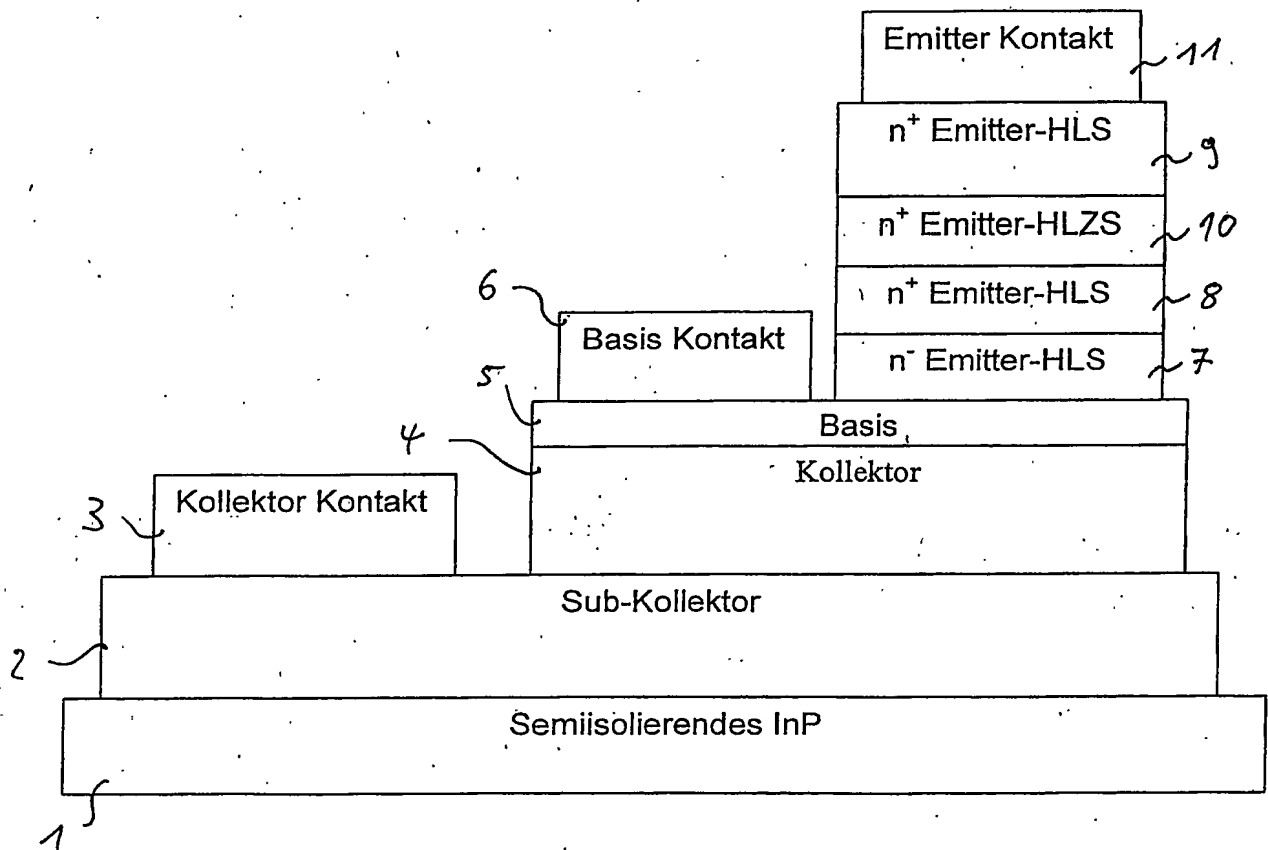 Emitter Kontakt
11
n⁺ Emitter-HLS
9
n⁺ Emitter-HLZS
10
n⁺ Emitter-HLS
8
n⁻ Emitter-HLS
7
6
Basis Kontakt
5
Basis
4
Kollektor
Kollektor Kontakt
3
Sub-Kollektor
2
Semiisolierendes InP
1